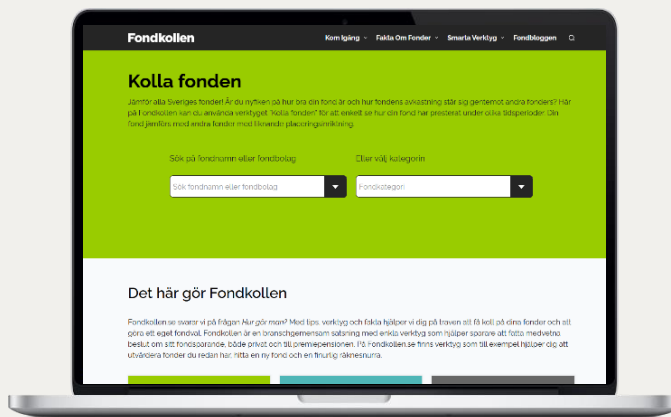 Fondkollen
Kom Igång Fakta Om Fonder Smarta Verktyg Fondbloggen
Kolla fonden
Jämför alla Sveriges fonder! Är du nyfiken på hur bra din fond är och hur fondens avkastning står sig gentemot andra fonders? Här
på Fondkollen kan du använda verktyget "Kolla fonden" för att enkelt se hur din fond har presterat under olika tidsperioder. Din
fond jämförs med andra fonder med liknande placeringsinriktning.
Sök på fondnamn eller fondbolag
Eller välj kategorin
Sök fondnamn eller fondbolag
Fondkategori
Det här gör Fondkollen
Fondkollen.se svarar vi på frågan Hur gör man? Med tips, verktyg och fakta hjälper vi dig på traven att få koll på dina fonder och att
göra ett eget fondval. Fondkollen är en branschgemensam satsning med enkla verktyg som hjälper sparare att fatta medvetna
beslut om sitt fondsparande, både privat och till premiepensionen. På Fondkollen.se finns verktyg som till exempel hjälper dig att
utvärdera fonder du redan har, hitta en ny fond och en finurlig räknesnurra.